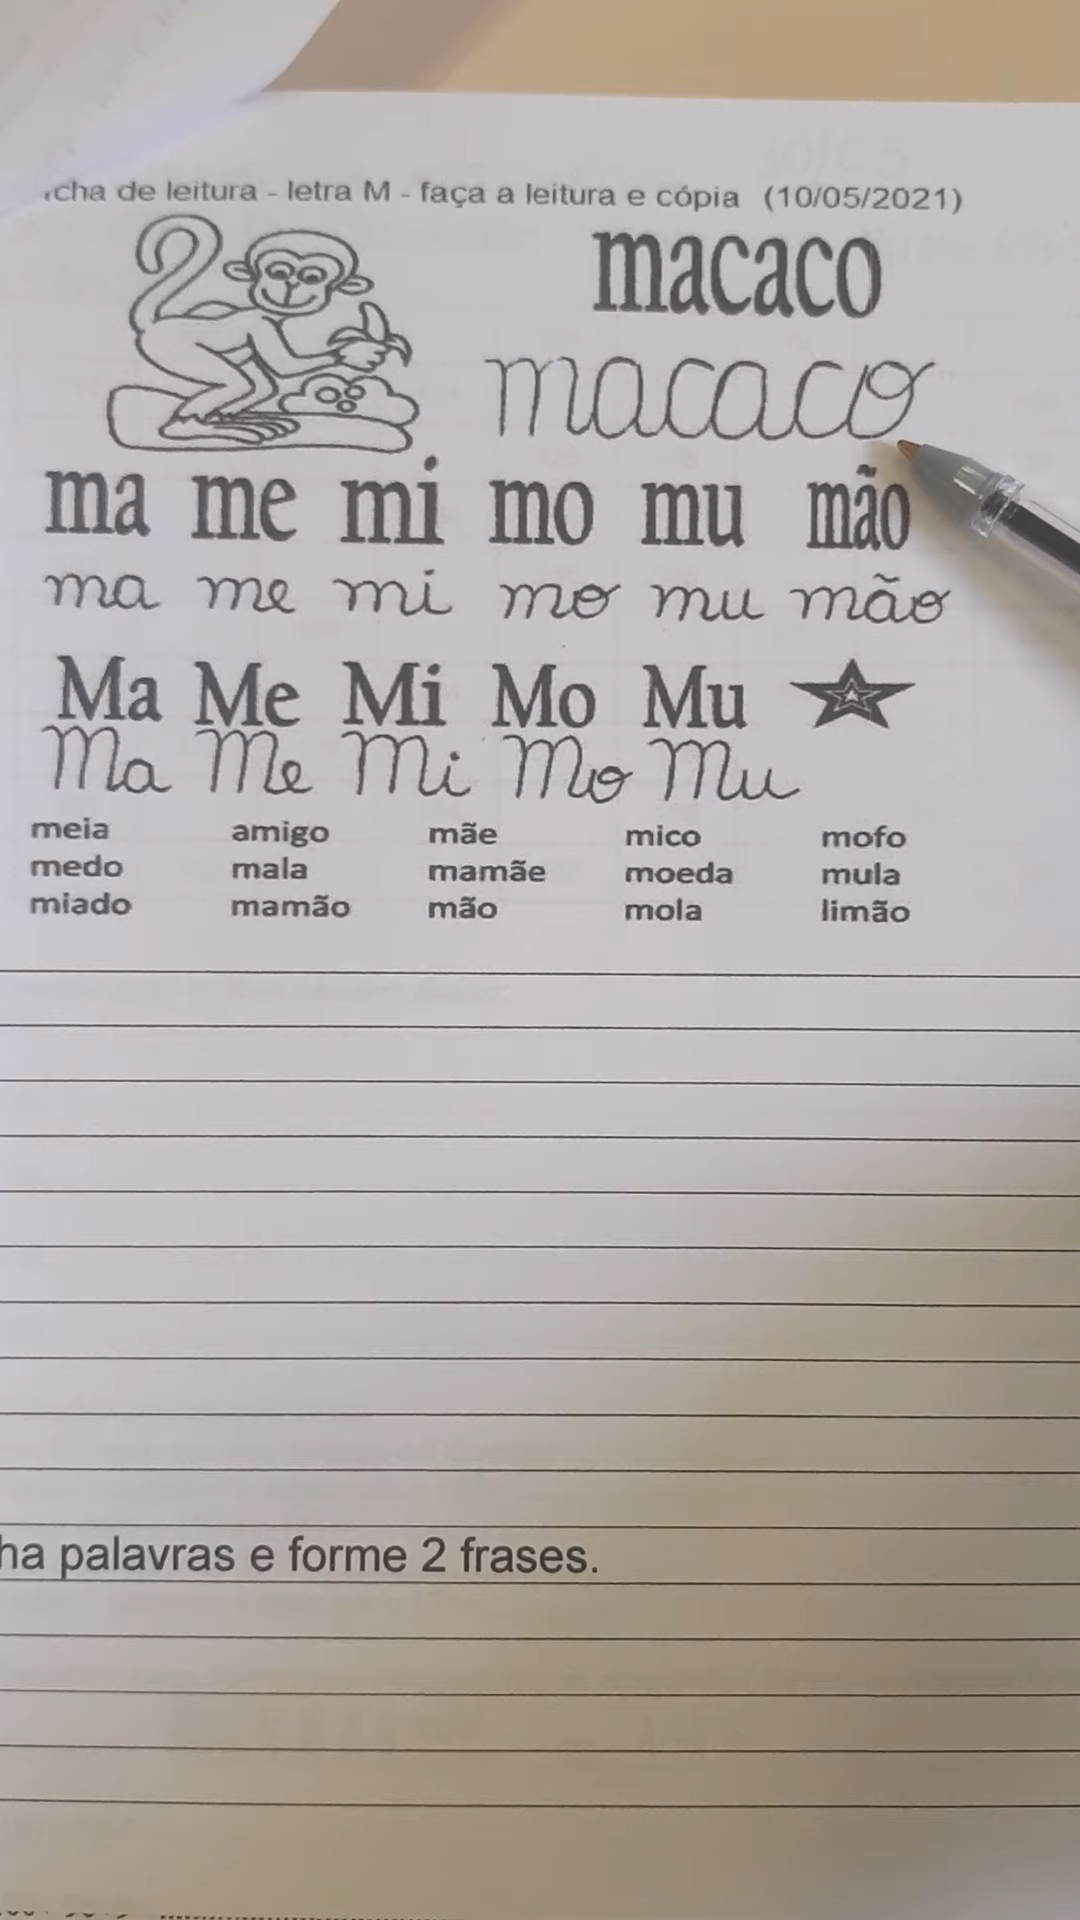 cha de leitura - letra M - faça a leitura e cópia (10/05/2021)
macaco
macaco
ma me mi mo mu mão
ma me mi mo mu mão
Ma Me Mi Mo Mu
Ma Me Mi Mo Mu
meia amigo mãe mico mofo
medo mala mamãe moeda mula
miado mamão mão mola limão
ha palavras e forme 2 frases.